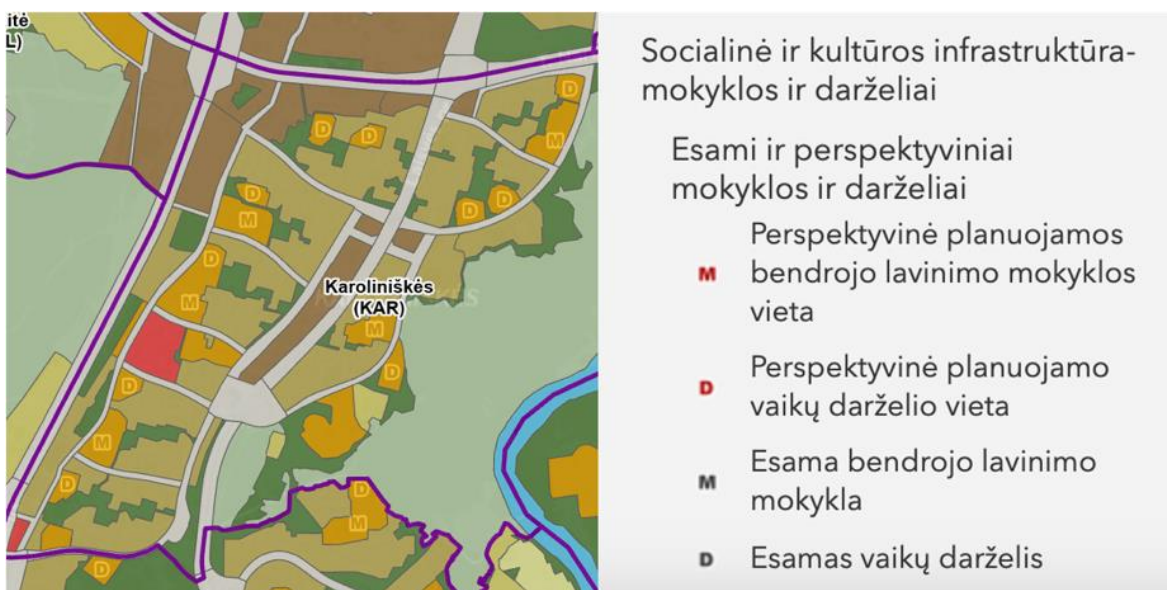 itė
L)
D
D
D
M
D
M
D
D
D
M
Karoliniškės
(KAR)
M
D
D
M
D
D
M
D
Socialinė ir kultūros infrastruktūra-
mokyklos ir darželiai
Esami ir perspektyviniai
mokyklos ir darželiai
Perspektyvinė planuojamos
M bendrojo lavinimo mokyklos
vieta
Perspektyvinė planuojamo
D vaikų darželio vieta
Esama bendrojo lavinimo
M mokykla
D Esamas vaikų darželis